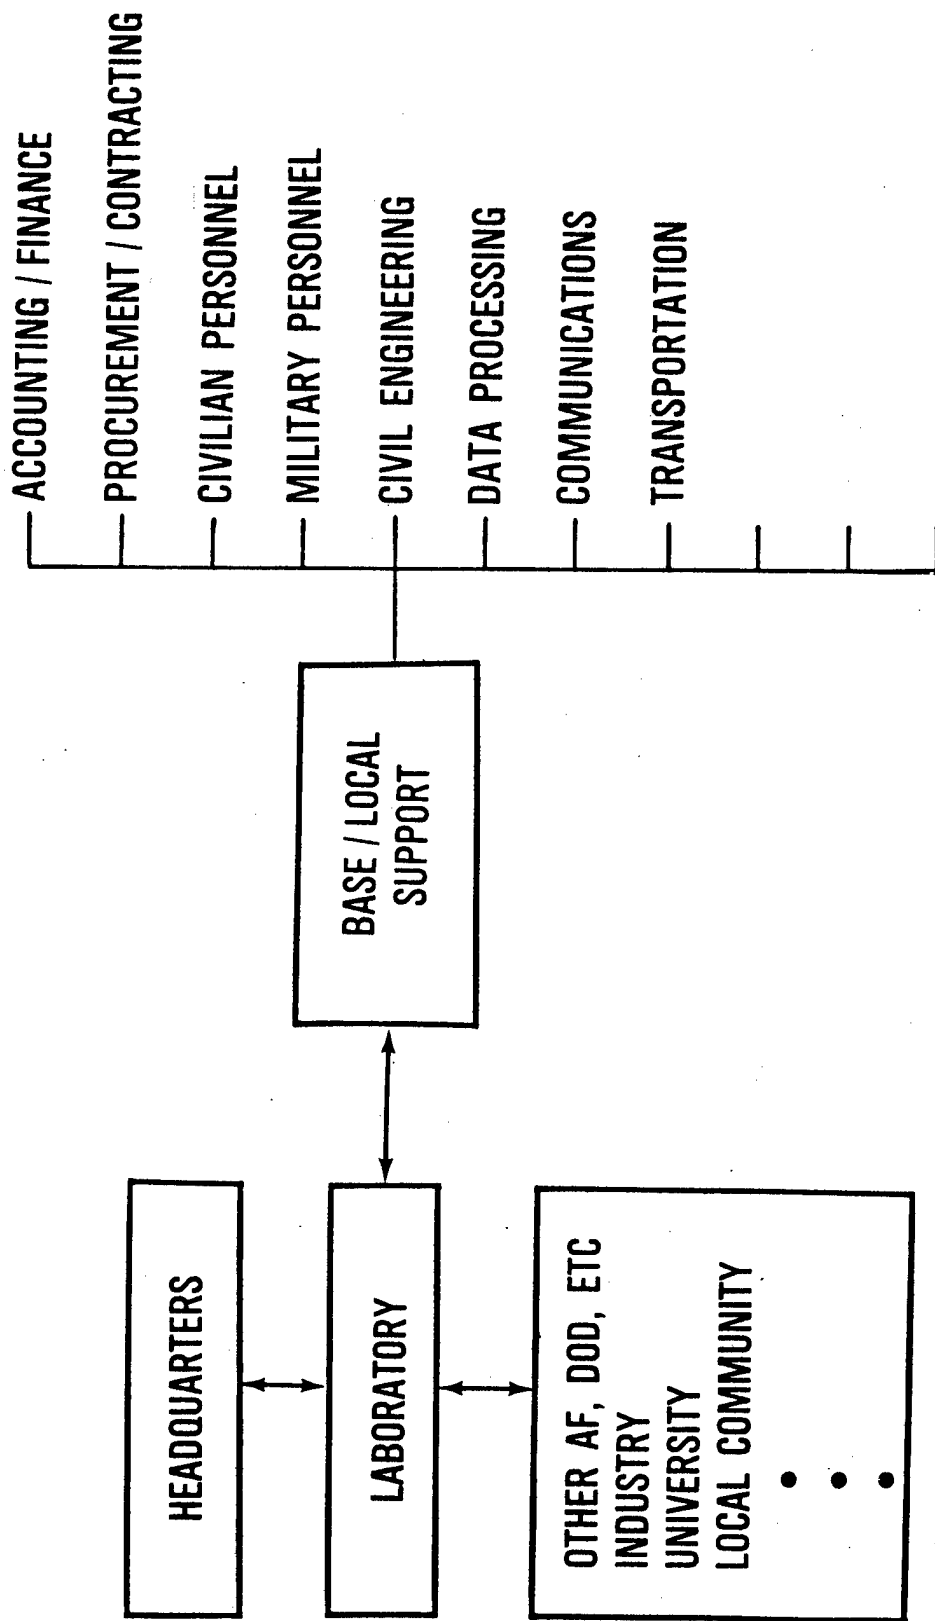 HEADQUARTERS
LABORATORY
OTHER AF, DOD, ETC
INDUSTRY
UNIVERSITY
LOCAL COMMUNITY
BASE / LOCAL
SUPPORT
ACCOUNTING / FINANCE
PROCUREMENT / CONTRACTING
CIVILIAN PERSONNEL
MILITARY PERSONNEL
CIVIL ENGINEERING
DATA PROCESSING
COMMUNICATIONS
TRANSPORTATION